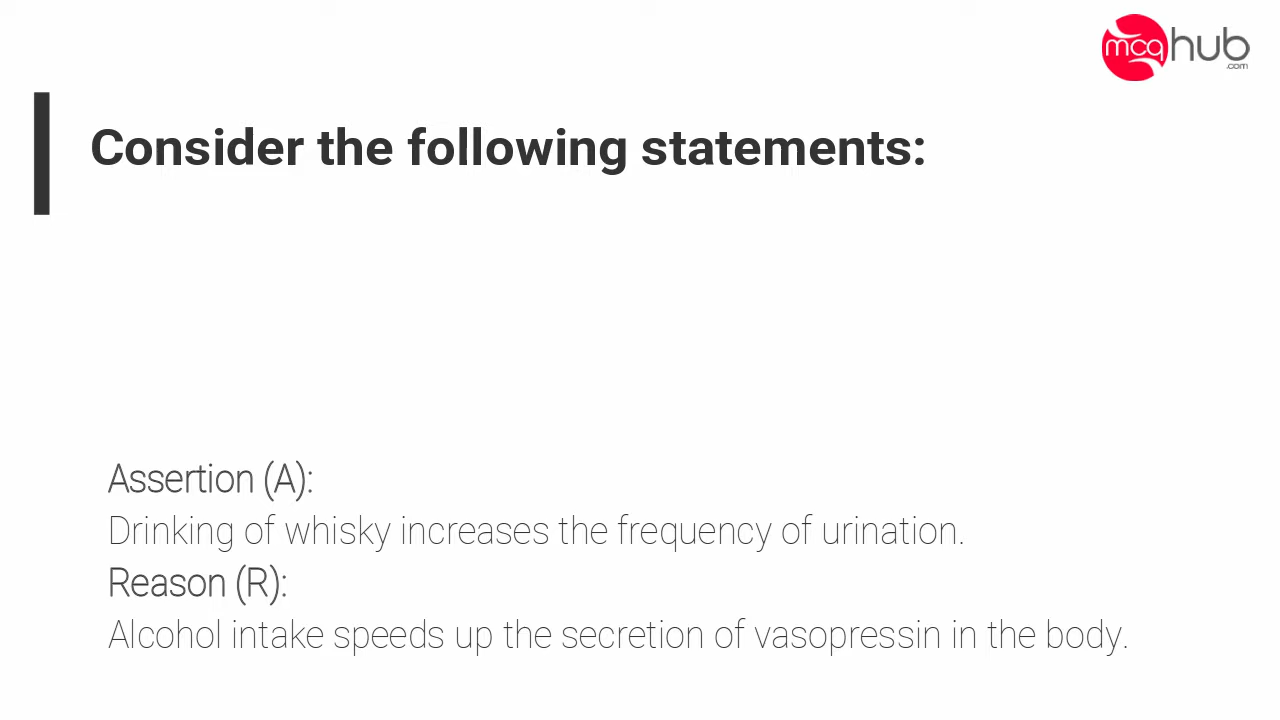 mcqhub
.com
Consider the following statements:
Assertion (A):
Drinking of whisky increases the frequency of urination.
Reason (R):
Alcohol intake speeds up the secretion of vasopressin in the body.